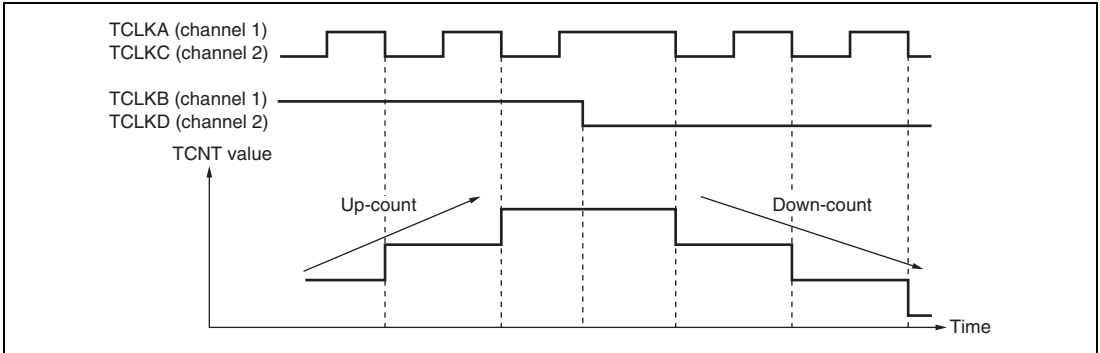 TCLKA (channel 1)
TCLKC (channel 2)
TCLKB (channel 1)
TCLKD (channel 2)
TCNT value
Up-count
Down-count
Time